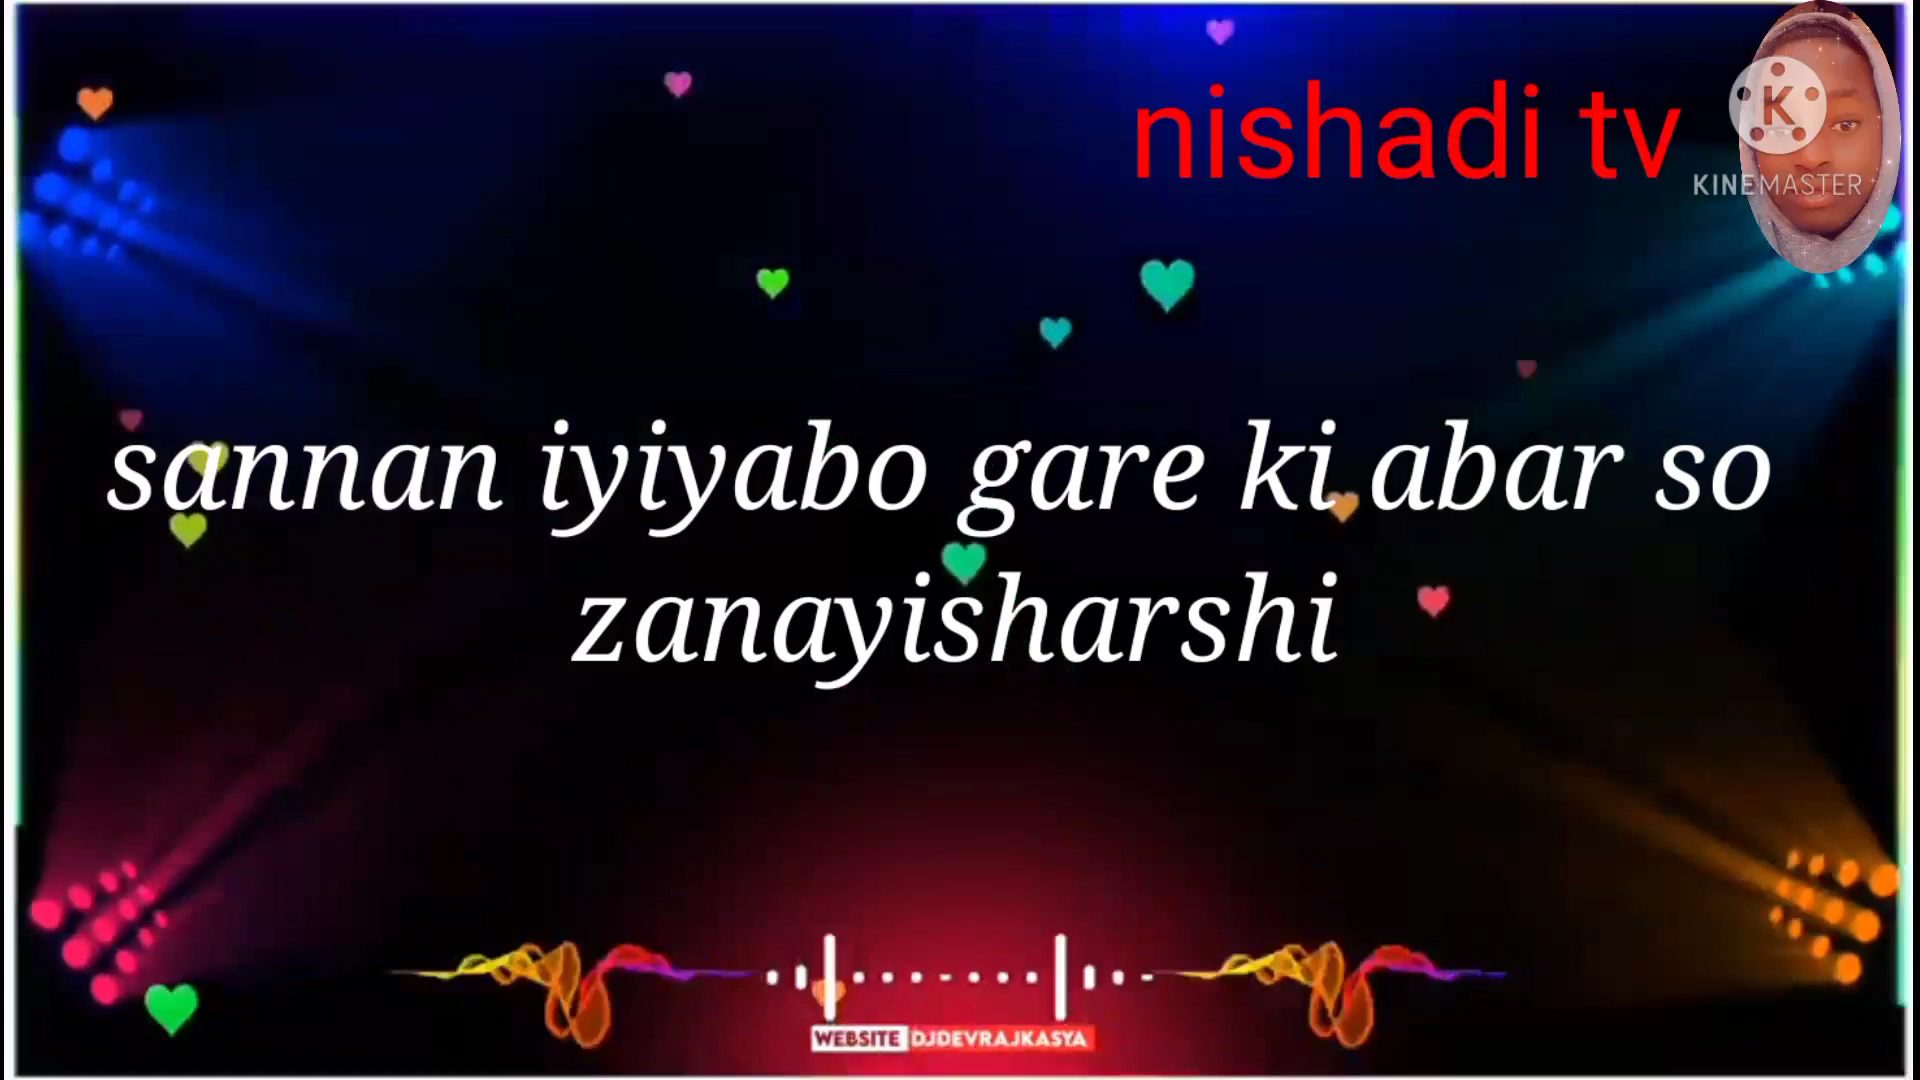 nishadi tv
K
KINEMASTER
sannan iyiyabo gare ki abar so
zanayisharshi
WEBSITE DJDEVRAJKASYA